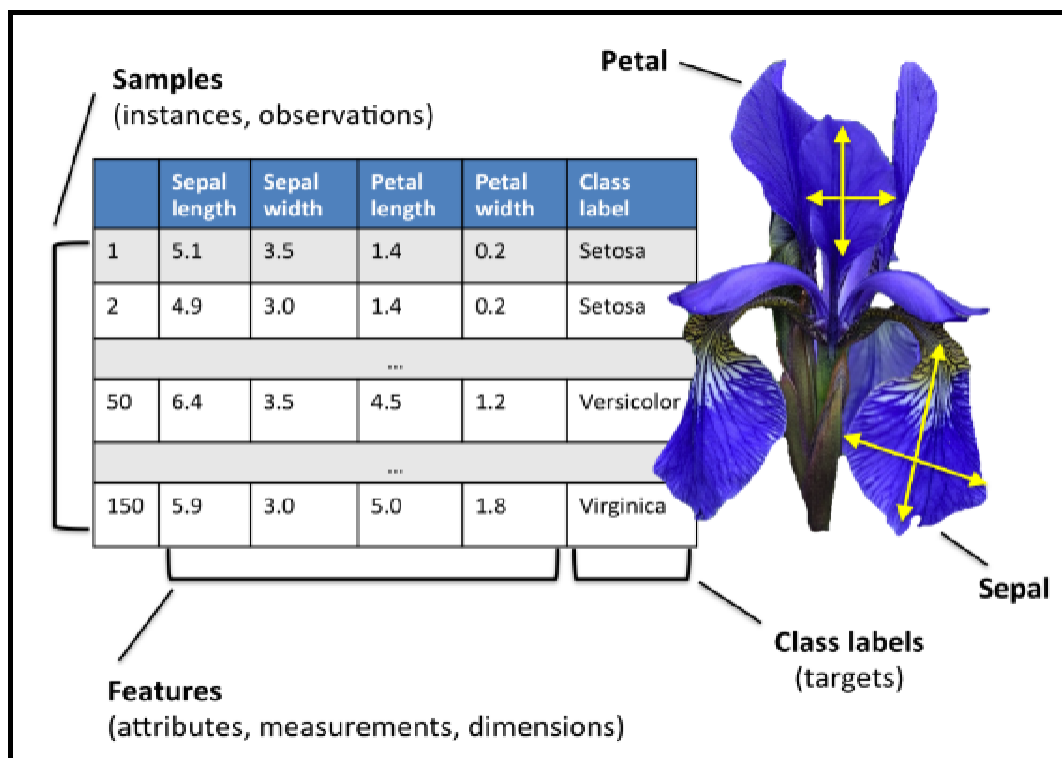 Samples
(instances, observations)
Petal
Sepal length Sepal width Petal length Petal width Class label
1 5.1 3.5 1.4 0.2 Setosa
2 4.9 3.0 1.4 0.2 Setosa
...
50 6.4 3.5 4.5 1.2 Versicolor
...
150 5.9 3.0 5.0 1.8 Virginica
Sepal
Class labels
(targets)
Features
(attributes, measurements, dimensions)